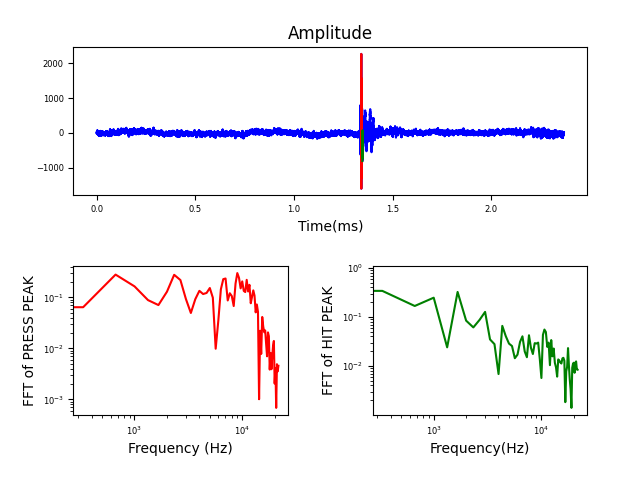 Amplitude
2000
1000
0
−1000
0.0 0.5 1.0 1.5 2.0
Time(ms)
FFT of PRESS PEAK
10⁻¹
10⁻²
10⁻³
10³ 10⁴
Frequency (Hz)
FFT of HIT PEAK
10⁰
10⁻¹
10⁻²
10³ 10⁴
Frequency(Hz)